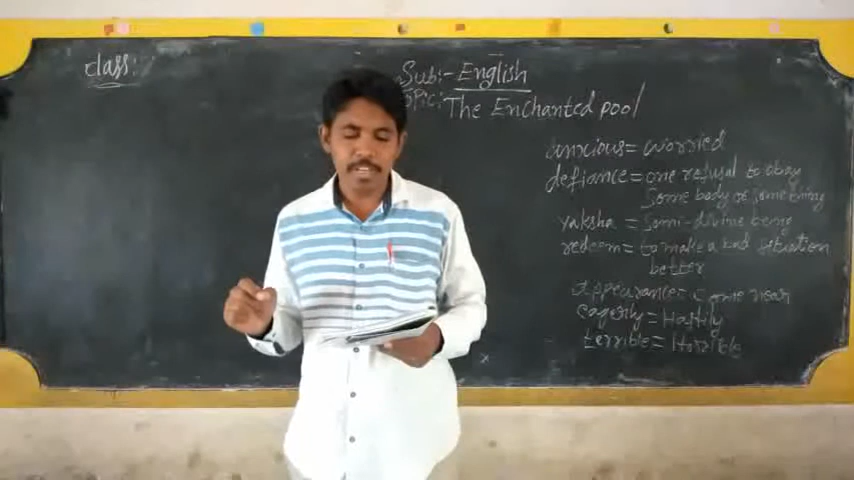 class:
Sub:- English
The Enchanted pool
anxious = worried
defiance = one refusal to obay
Some body or some thing
yaksha = Semi-divine being
redeem = to make a bad situation
better
appearance = come near
eagerly = Hastily
terrible = Horrible